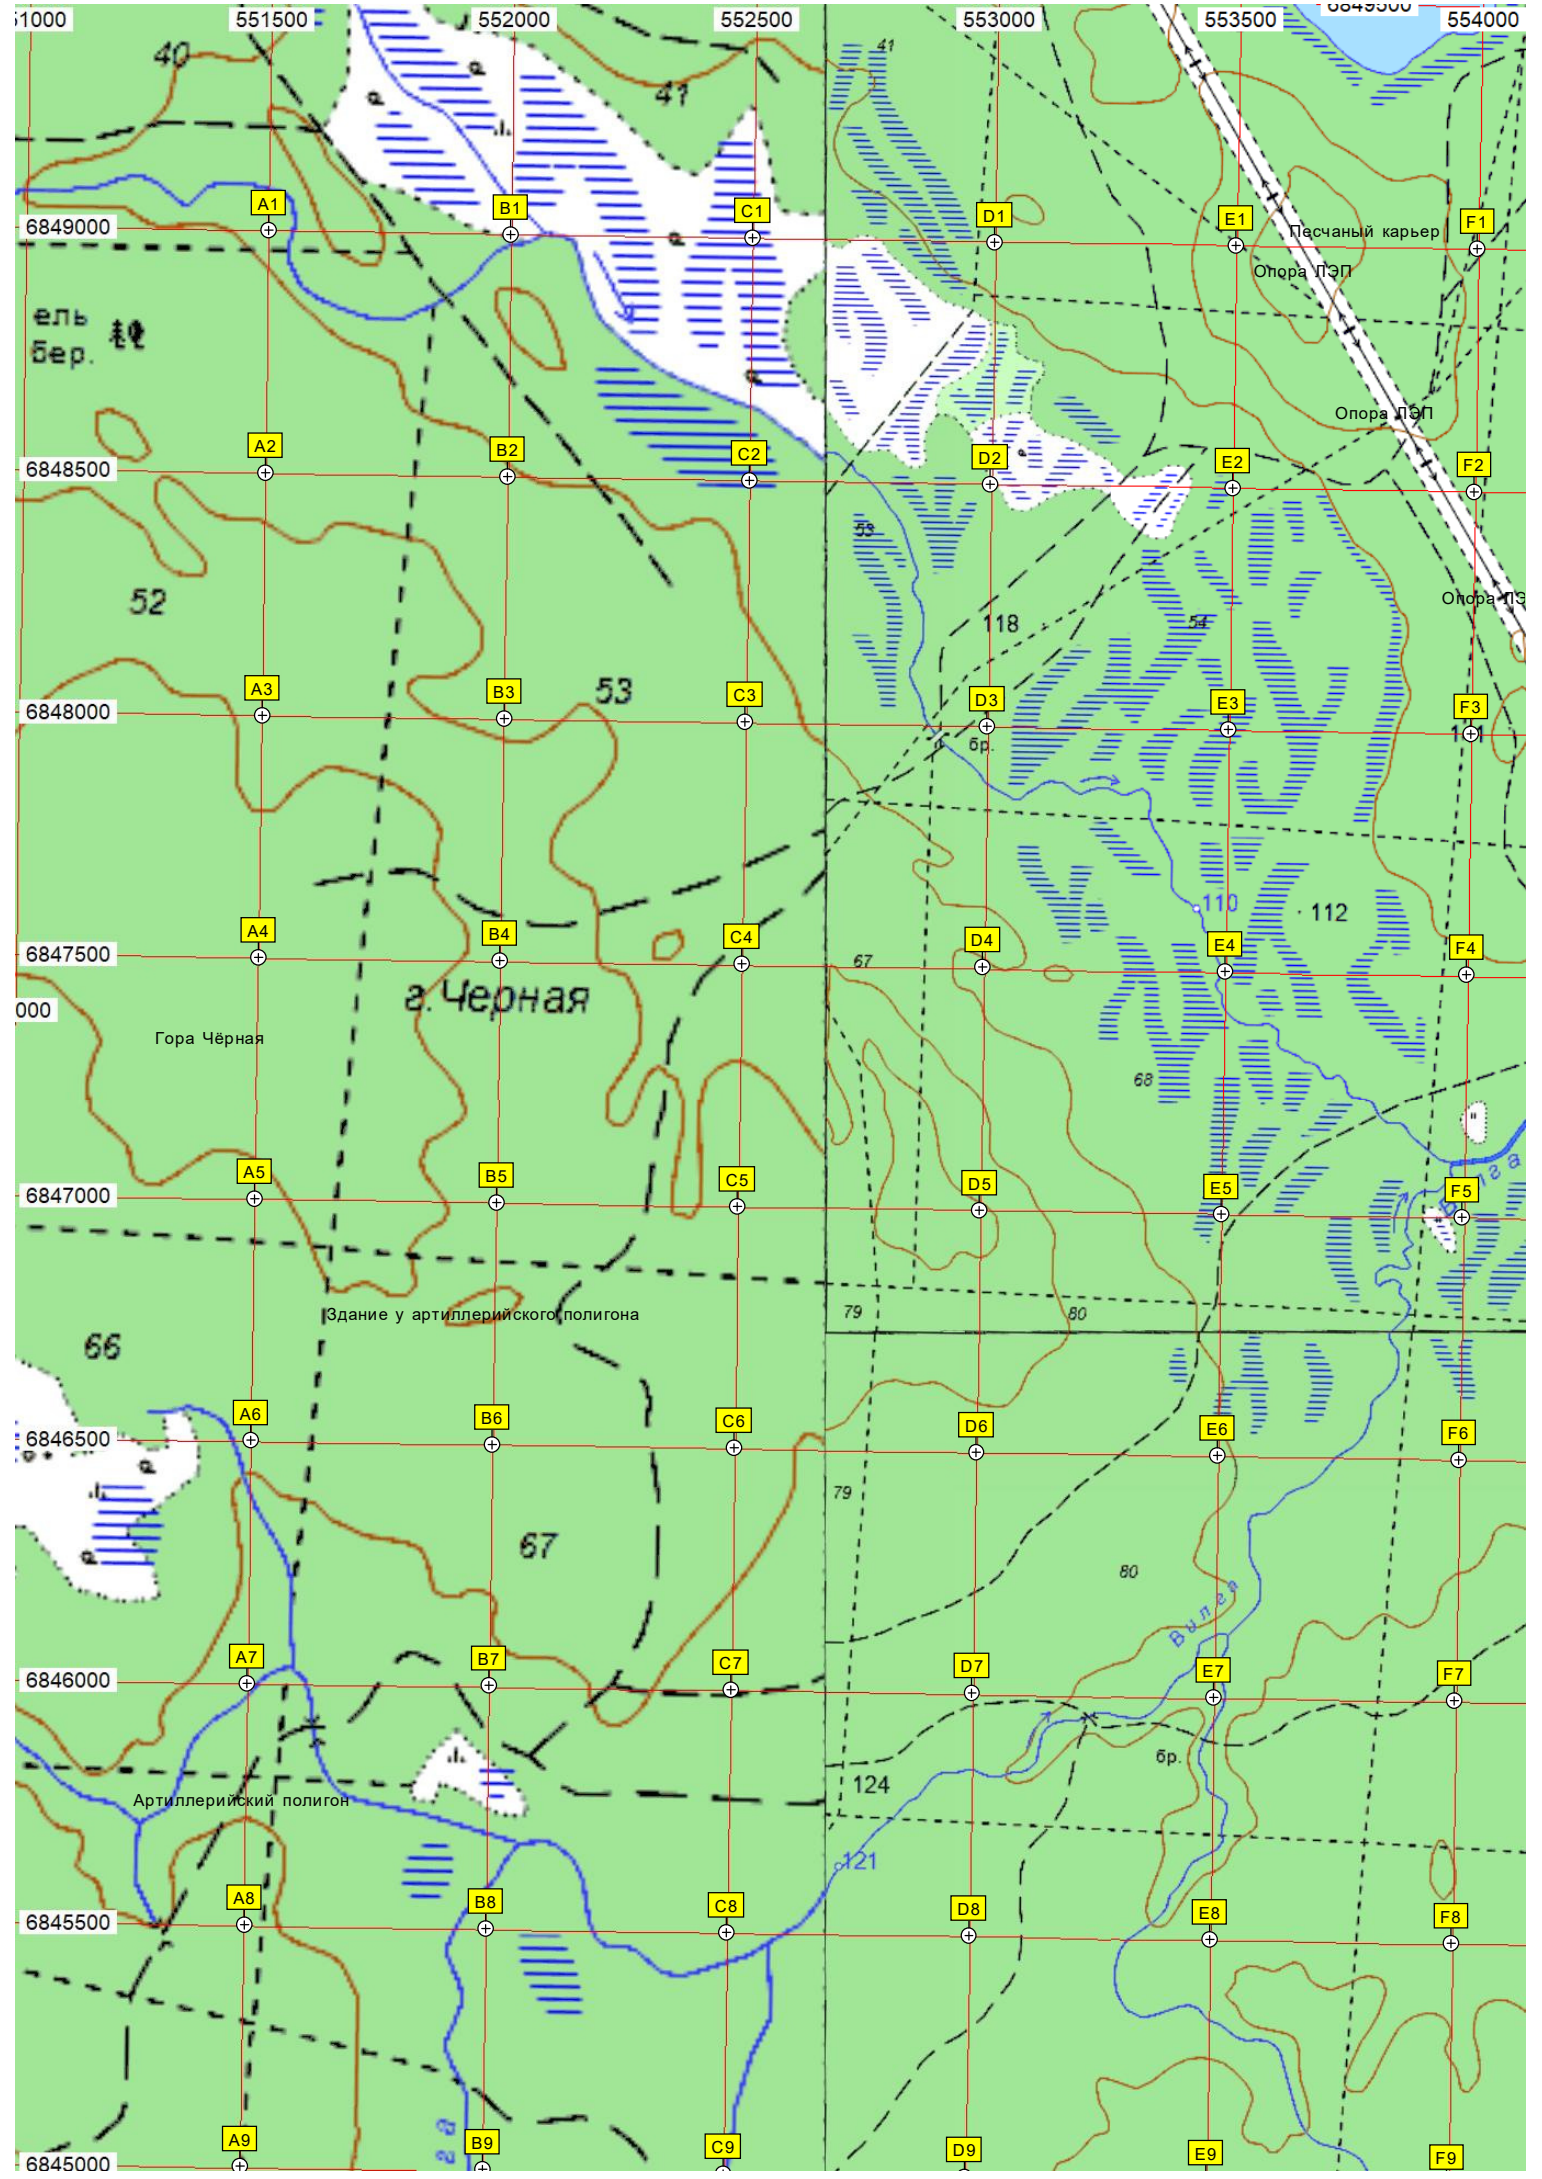 51000 551500 552000 552500 553000 553500 6849500 554000
40 41 41
A1 B1 C1 D1 E1 F1
6849000
Песчаный карьер
Опора ЛЭП
ель
бер.
Опора ЛЭП
A2 B2 C2 D2 E2 F2
6848500
53
Опора ЛЭ
52 118 54
A3 B3 C3 D3 E3 F3
53
6848000
бр.
110 112
A4 B4 C4 D4 E4 F4
6847500
67
г. Черная
000
Гора Чёрная
68
A5 B5 C5 D5 E5 F5
6847000
Здание у артиллерийского полигона
79 80
66
A6 B6 C6 D6 E6 F6
6846500
79
67
80
Вилга
A7 B7 C7 D7 E7 F7
6846000
бр.
124
Артиллерийский полигон
121
A8 B8 C8 D8 E8 F8
6845500
га
A9 B9 C9 D9 E9 F9
6845000